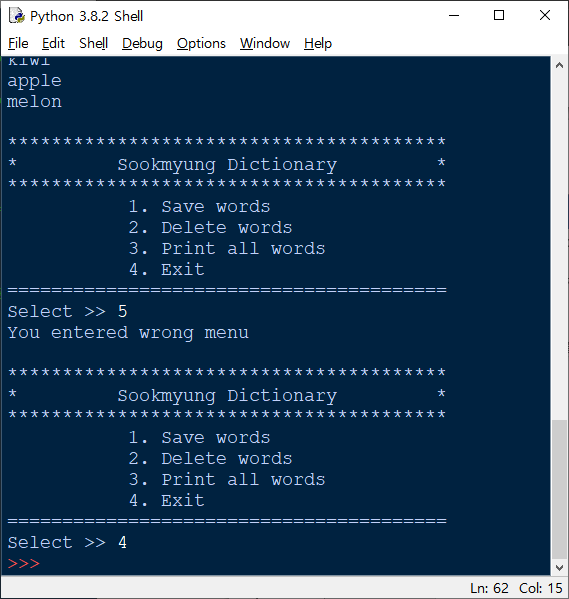 Python 3.8.2 Shell
File Edit Shell Debug Options Window Help
kiwi
apple
melon
****************************************
*         Sookmyung Dictionary         *
****************************************
           1. Save words
           2. Delete words
           3. Print all words
           4. Exit
========================================
Select >> 5
You entered wrong menu
****************************************
*         Sookmyung Dictionary         *
****************************************
           1. Save words
           2. Delete words
           3. Print all words
           4. Exit
========================================
Select >> 4
>>>
Ln: 62 Col: 15